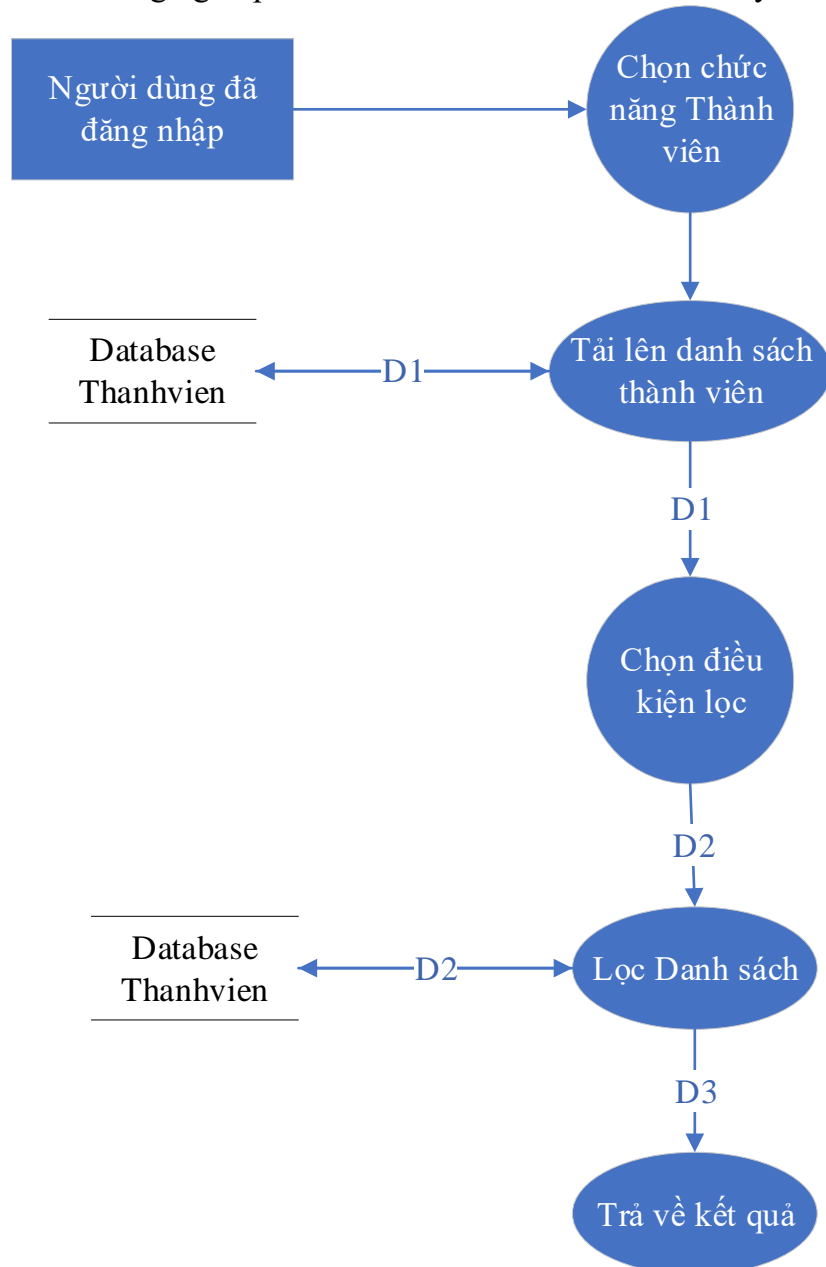 Người dùng đã
đăng nhập
Chọn chức
năng Thành
viên
Database
Thanhvien
D1
Tải lên danh sách
thành viên
D1
Chọn điều
kiện lọc
D2
Database
Thanhvien
D2
Lọc Danh sách
D3
Trả về kết quả